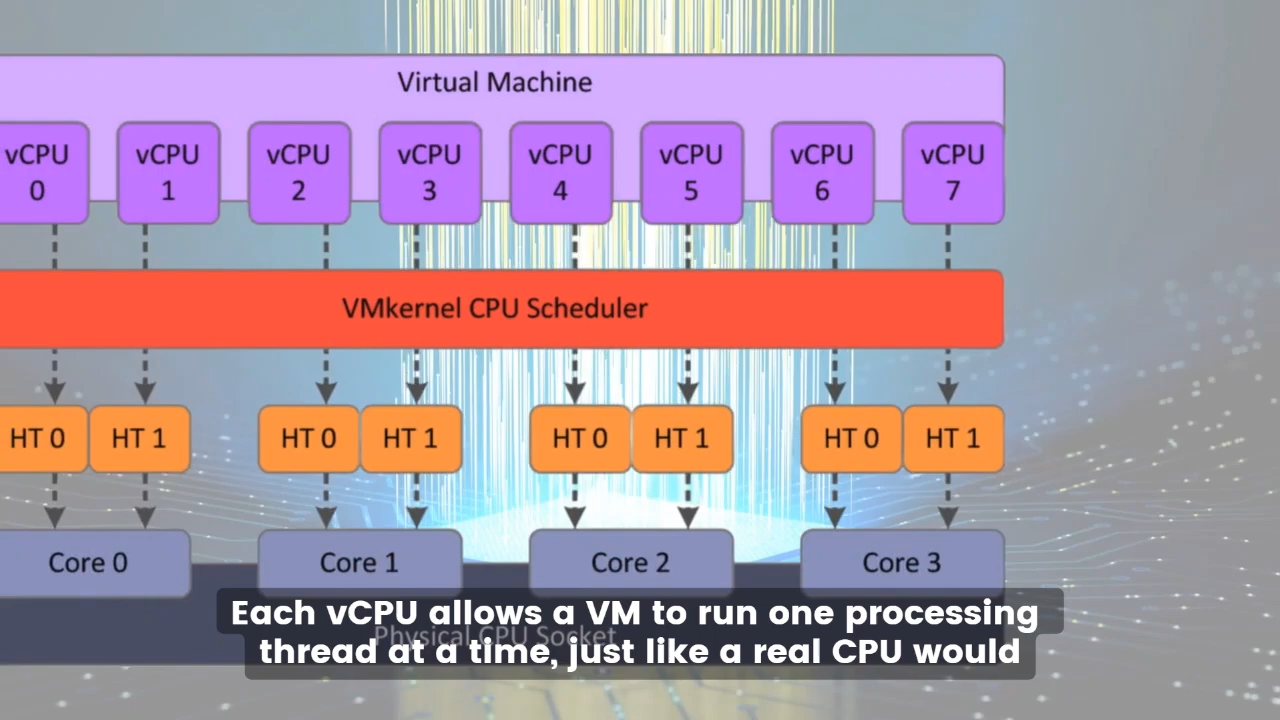 Virtual Machine
vCPU 0
vCPU 1
vCPU 2
vCPU 3
vCPU 4
vCPU 5
vCPU 6
vCPU 7
VMkernel CPU Scheduler
HT 0
HT 1
HT 0
HT 1
HT 0
HT 1
HT 0
HT 1
Core 0
Core 1
Core 2
Core 3
Physical CPU Socket
Each vCPU allows a VM to run one processing
thread at a time, just like a real CPU would